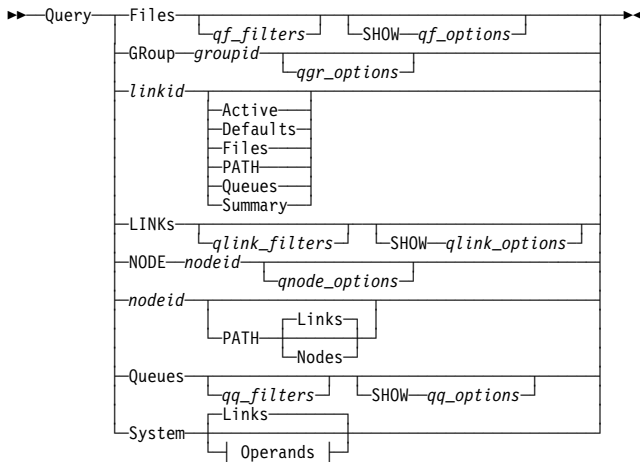 Query Files qf_filters SHOW qf_options
GRoup groupid qgr_options
linkid
Active
Defaults
Files
PATH
Queues
Summary
LINKs qlink_filters SHOW qlink_options
NODE nodeid qnode_options
nodeid
PATH Links
Nodes
Queues qq_filters SHOW qq_options
System Links
Operands